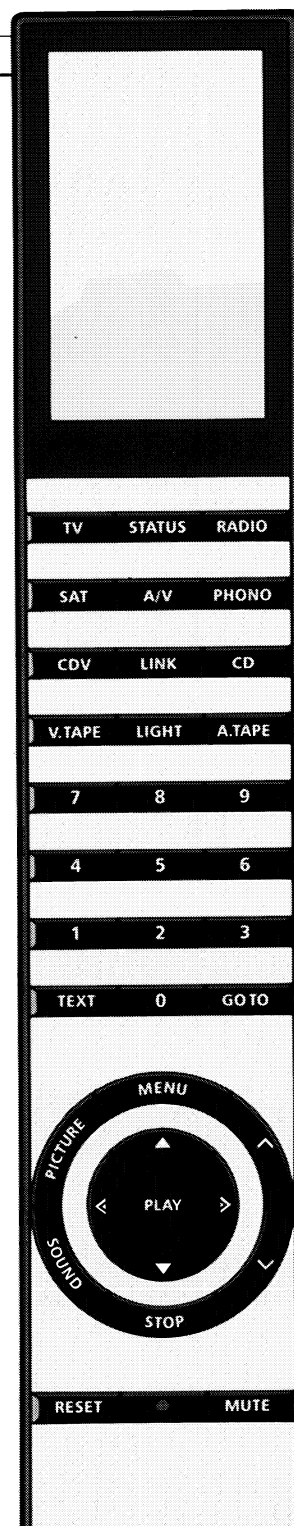 TV STATUS RADIO
SAT A/V PHONO
CDV LINK CD
V.TAPE LIGHT A.TAPE
7 8 9
4 5 6
1 2 3
TEXT 0 GO TO
MENU
PICTURE
PLAY
SOUND
STOP
RESET MUTE